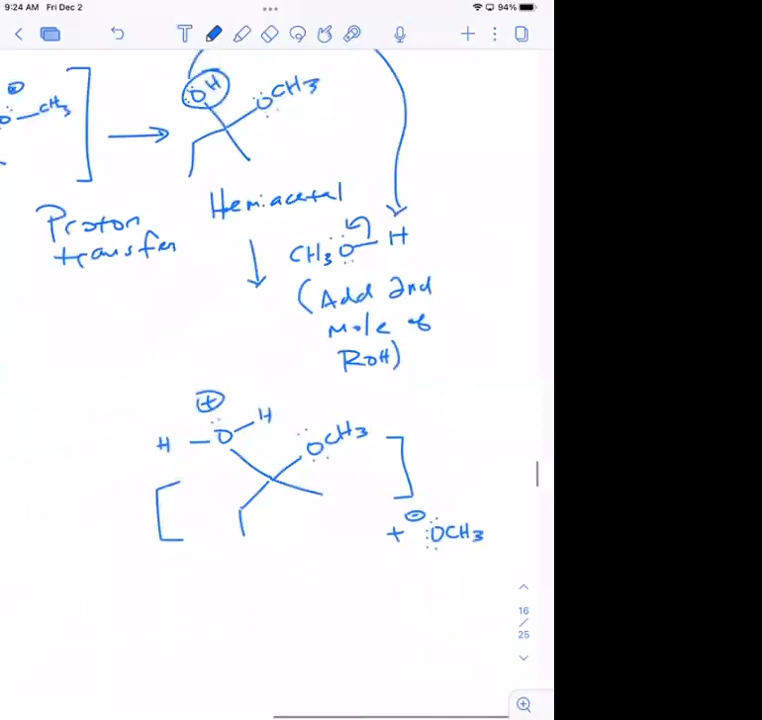 9:24 AM Fri Dec 2
94%
T
⊕
O–CH3
OH
OCH3
Proton
transfer
Hemiacetal
CH3 O–H
(Add 2nd
mole of
ROH)
⊕
H–O–H
OCH3
+ ⊖ OCH3
16
/
25